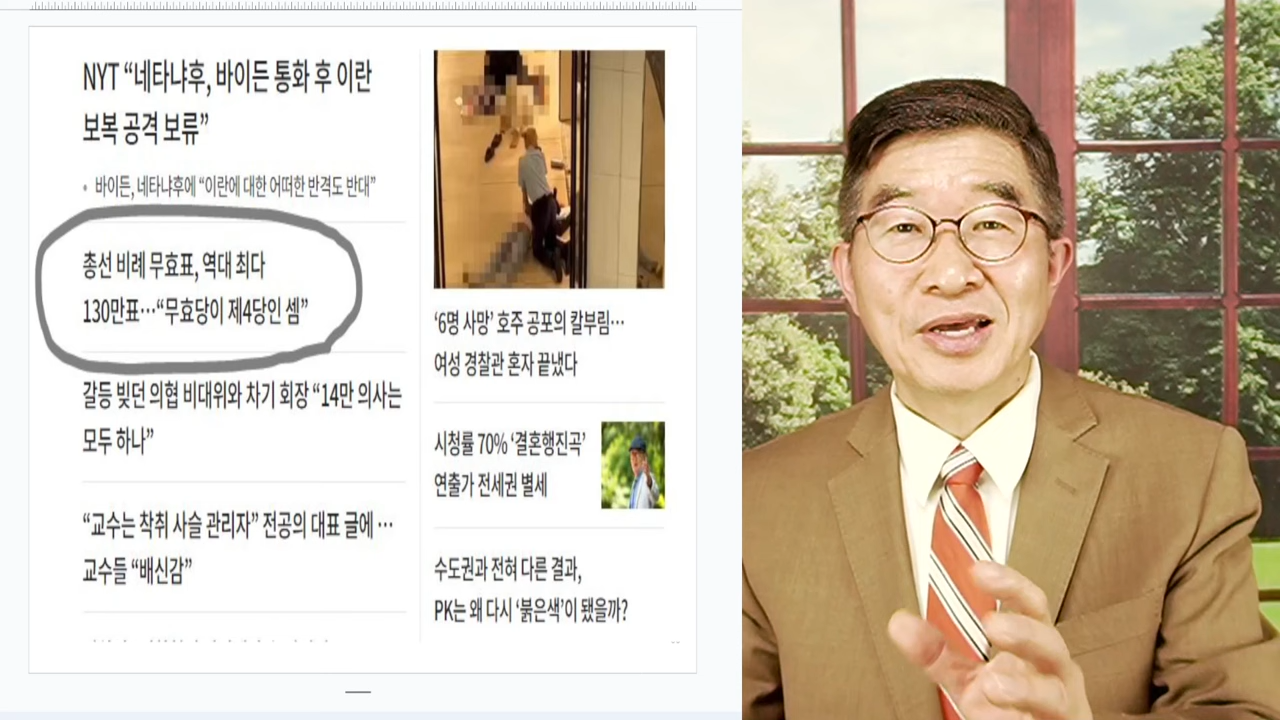 NYT “네타냐후, 바이든 통화 후 이란
보복 공격 보류”
• 바이든, 네타냐후에 “이란에 대한 어떠한 반격도 반대”
총선 비례 무효표, 역대 최다
130만표…“무효당이 제4당인 셈”
갈등 빚던 의협 비대위와 차기 회장 “14만 의사는
모두 하나”
“교수는 착취 사슬 관리자” 전공의 대표 글에 …
교수들 “배신감”
‘6명 사망’ 호주 공포의 칼부림…
여성 경찰관 혼자 끝냈다
시청률 70% ‘결혼행진곡’
연출가 전세권 별세
수도권과 전혀 다른 결과,
PK는 왜 다시 ‘붉은색’이 됐을까?